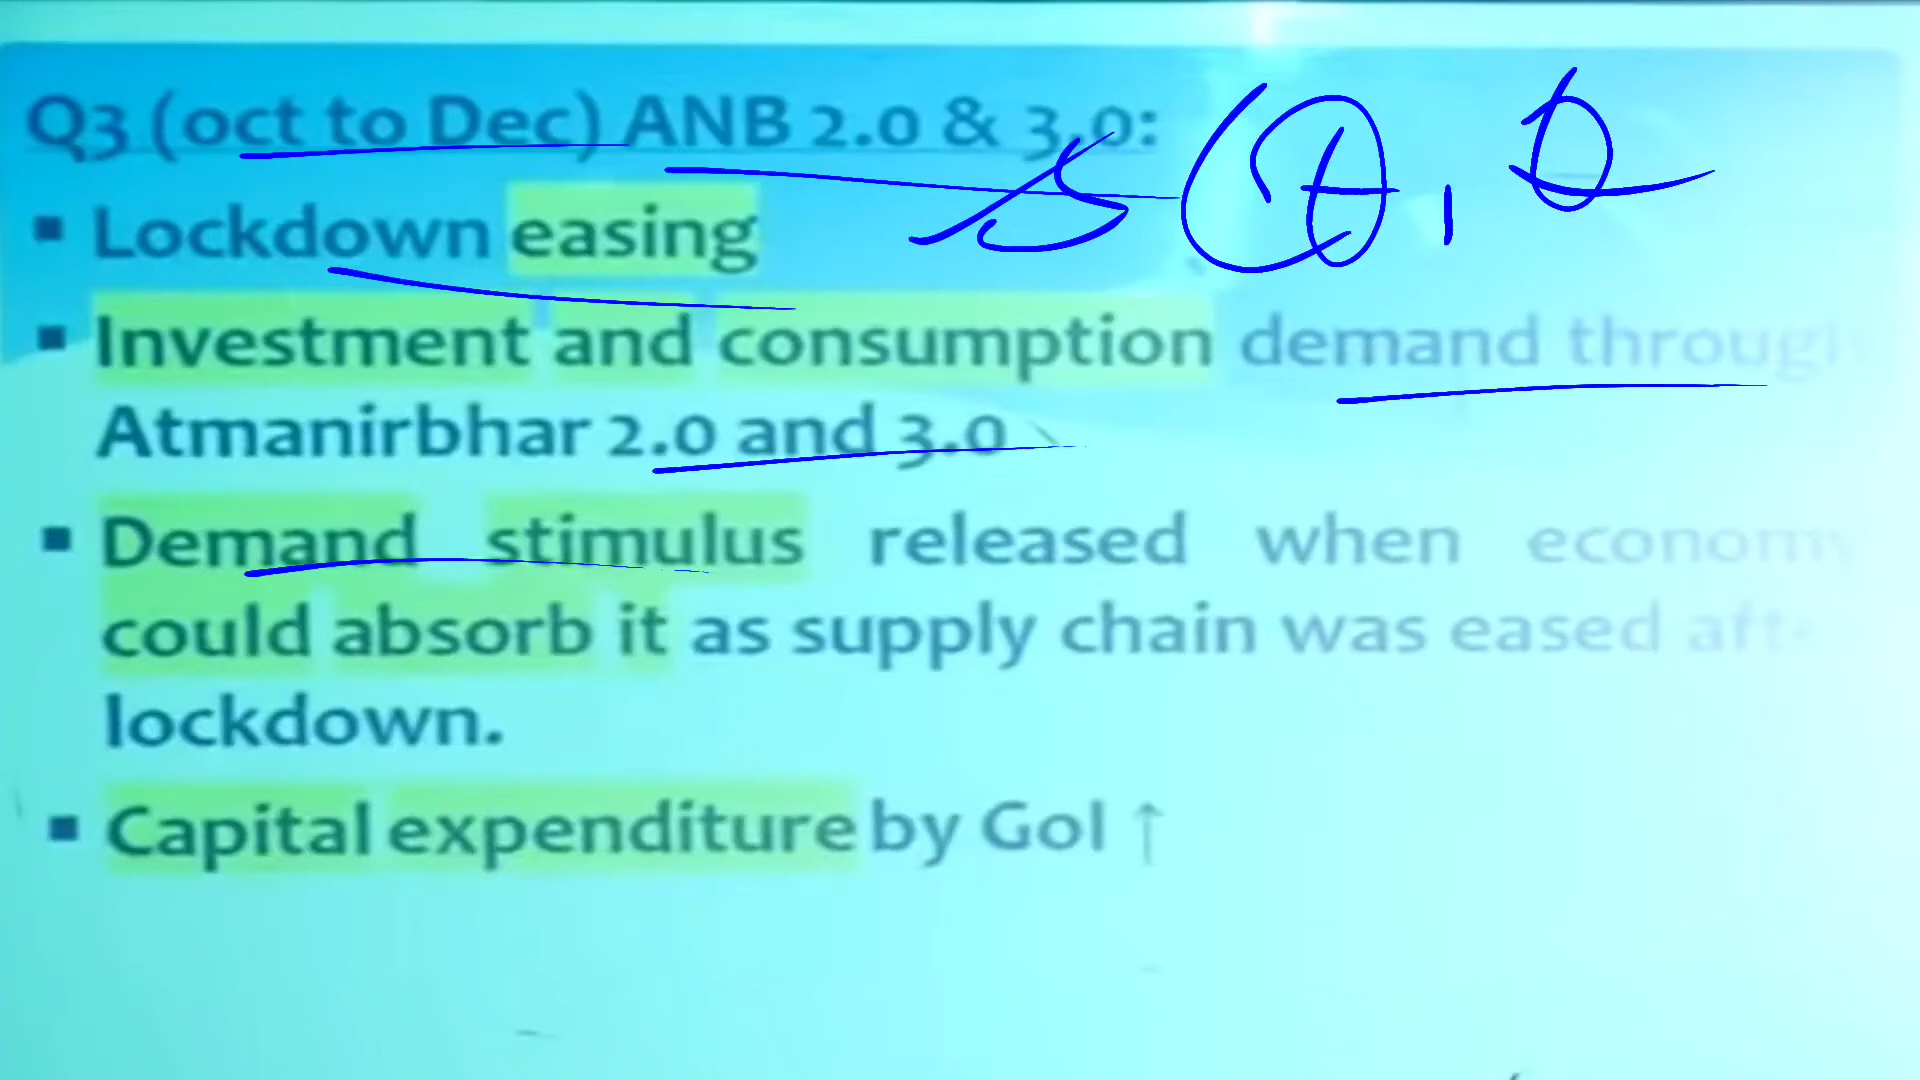 Q3 (oct to Dec) ANB 2.0 & 3.0:
▪ Lockdown easing
▪ Investment and consumption demand through
Atmanirbhar 2.0 and 3.0
▪ Demand stimulus released when economy
could absorb it as supply chain was eased
lockdown.
▪ Capital expenditure by GoI ↑